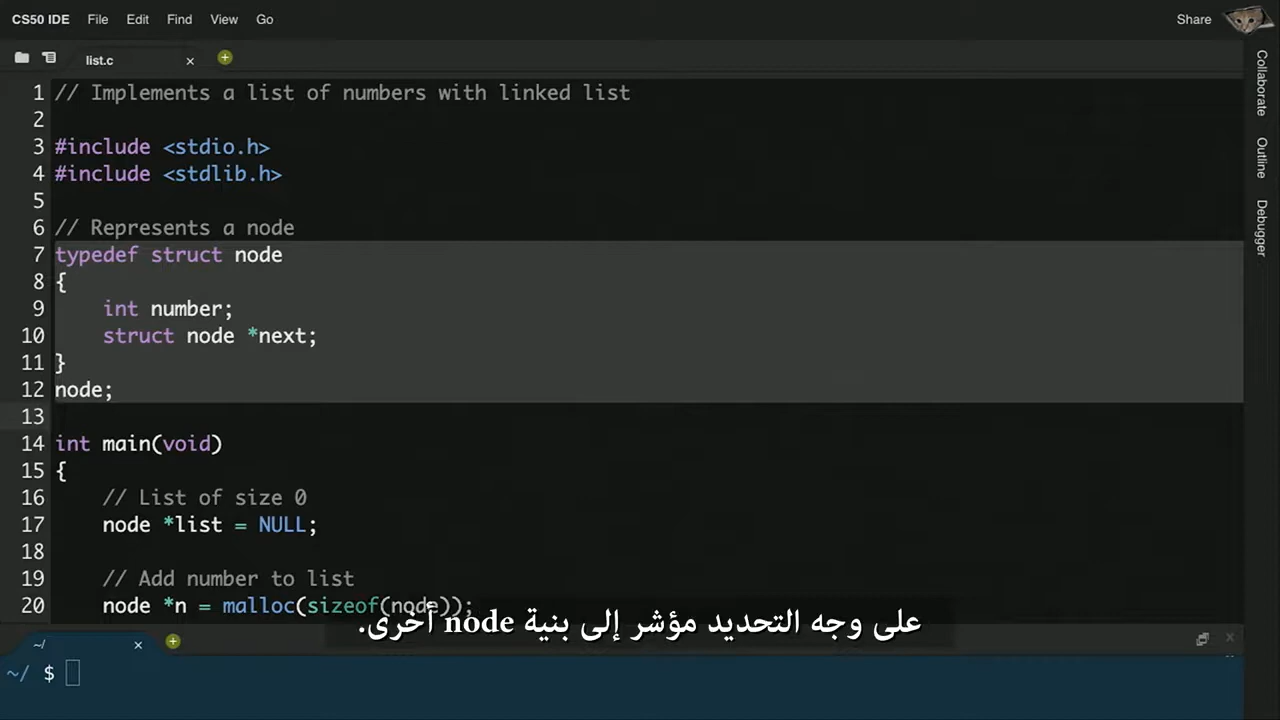 CS50 IDE File Edit Find View Go Share
list.c
1 // Implements a list of numbers with linked list
2
3 #include <stdio.h>
4 #include <stdlib.h>
5
6 // Represents a node
7 typedef struct node
8 {
9     int number;
10     struct node *next;
11 }
12 node;
13
14 int main(void)
15 {
16     // List of size 0
17     node *list = NULL;
18
19     // Add number to list
20     node *n = malloc(sizeof(node));
على وجه التحديد مؤشر إلى بنية node أخرى.
~/
~/ $
Collaborate
Outline
Debugger